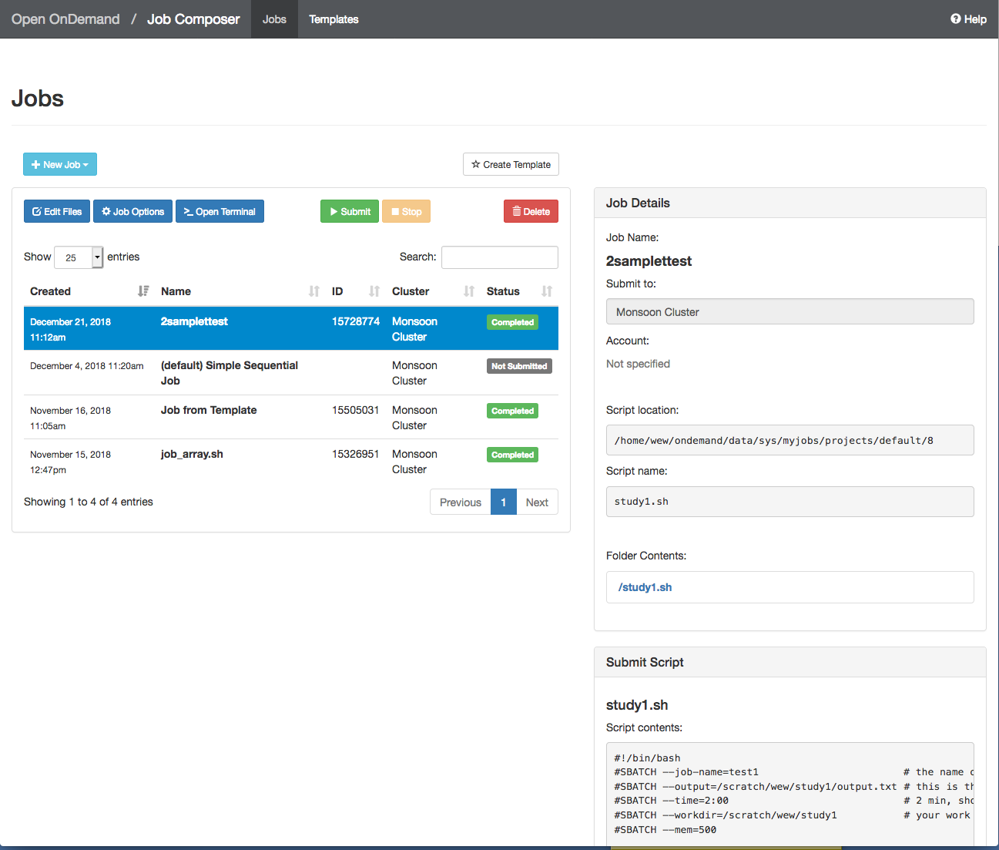 Open OnDemand / Job Composer Jobs Templates Help
Jobs
New Job Create Template
Edit Files Job Options Open Terminal Submit Stop Delete
Show 25 entries Search:
Created Name ID Cluster Status
December 21, 2018 2samplettest 15728774 Monsoon Completed
11:12am Cluster
December 4, 2018 11:20am (default) Simple Sequential Monsoon Not Submitted
Job Cluster
November 16, 2018 Job from Template 15505031 Monsoon Completed
11:05am Cluster
November 15, 2018 job_array.sh 15326951 Monsoon Completed
12:47pm Cluster
Showing 1 to 4 of 4 entries Previous 1 Next
Job Details
Job Name:
2samplettest
Submit to:
Monsoon Cluster
Account:
Not specified
Script location:
/home/wew/ondemand/data/sys/myjobs/projects/default/8
Script name:
study1.sh
Folder Contents:
/study1.sh
Submit Script
study1.sh
Script contents:
#!/bin/bash
#SBATCH --job-name=test1 # the name
#SBATCH --output=/scratch/wew/study1/output.txt # this is
#SBATCH --time=2:00 # 2 min,
#SBATCH --workdir=/scratch/wew/study1 # your work
#SBATCH --mem=500